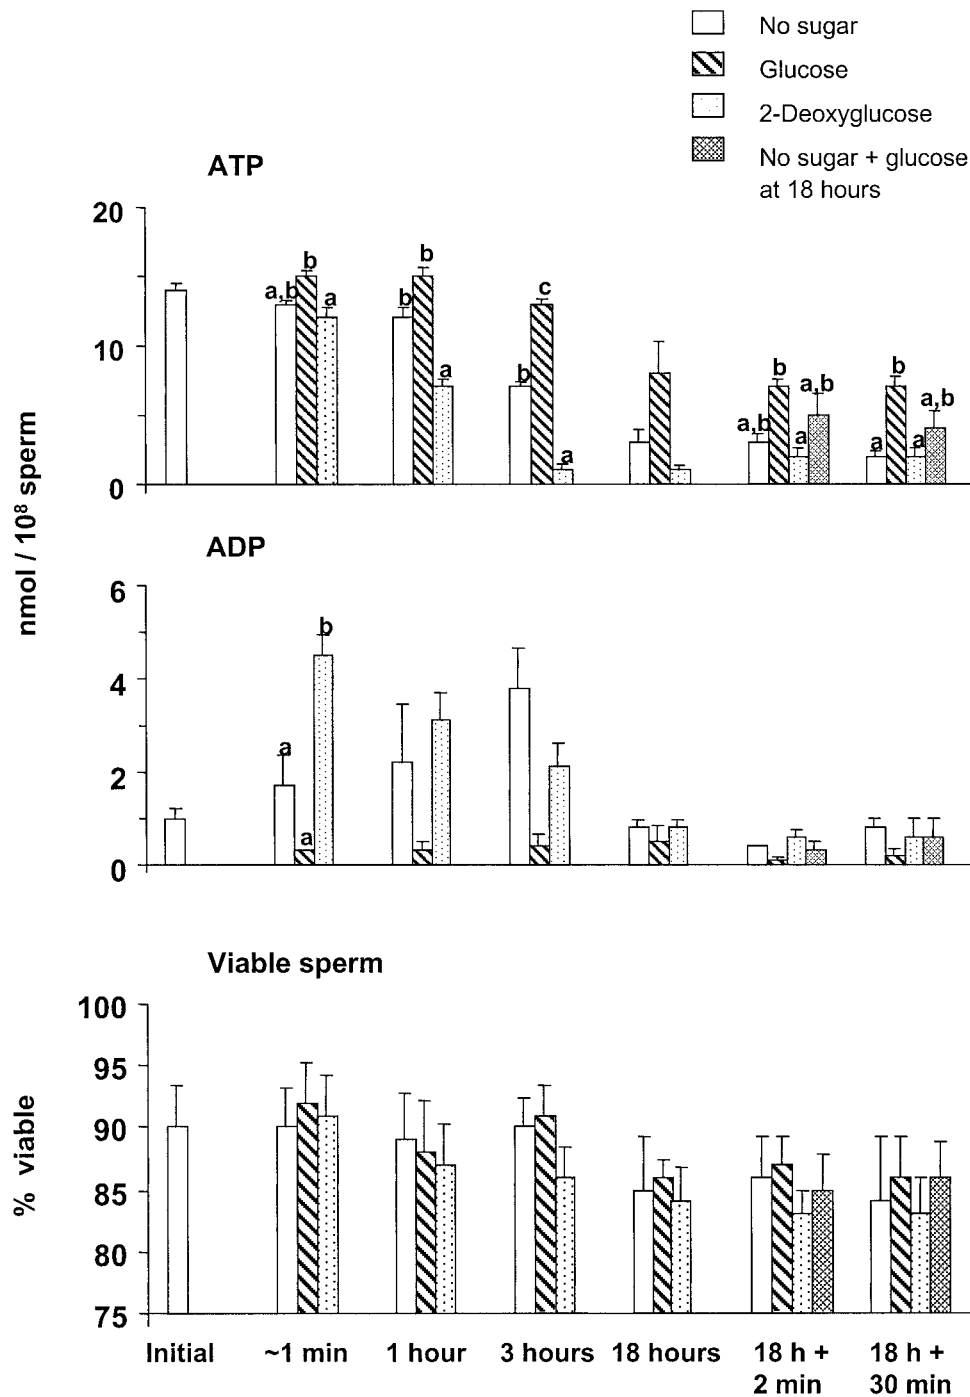 No sugar
Glucose
2-Deoxyglucose
No sugar + glucose
at 18 hours
ATP
20
10
0
a,b b a
b b a
b c a
a,b b a a,b
a b a a,b
nmol / 10⁸ sperm
ADP
6
4
2
0
a a b
Viable sperm
100
95
90
85
80
75
% viable
Initial ~1 min 1 hour 3 hours 18 hours 18 h + 18 h +
2 min 30 min